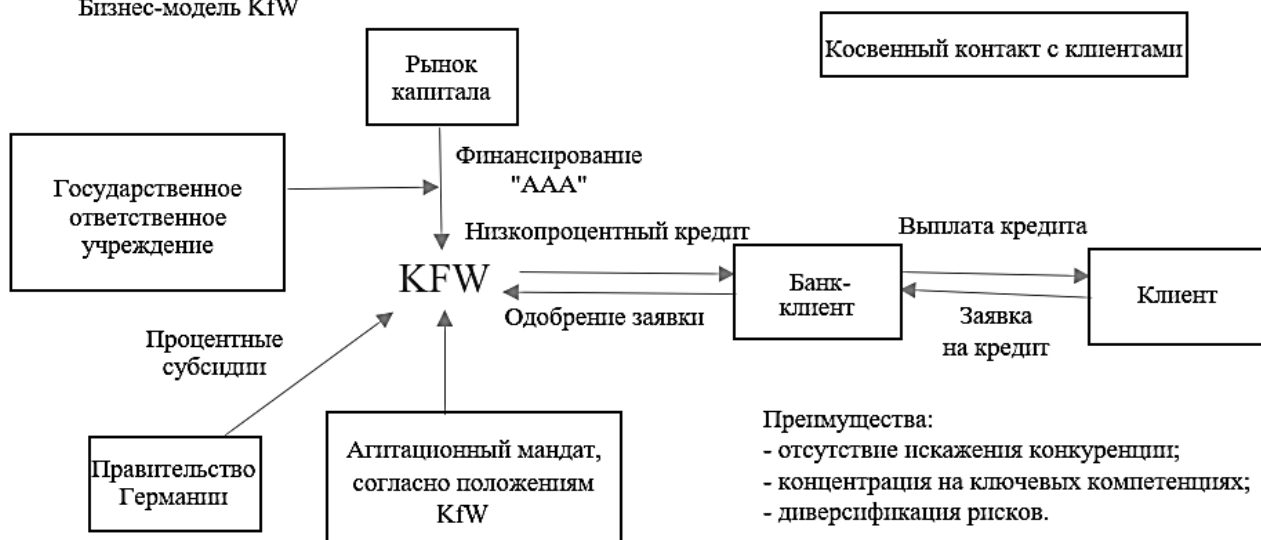 Бизнес-модель KfW
Косвенный контакт с клиентами
Рынок
капитала
Финансирование
"ААА"
Государственное
ответственное
учреждение
Низкопроцентный кредит
Выплата кредита
KFW
Банк-
клиент
Клиент
Одобрение заявки
Заявка
на кредит
Процентные
субсидии
Правительство
Германии
Агитационный мандат,
согласно положениям
KfW
Преимущества:
- отсутствие искажения конкуренции;
- концентрация на ключевых компетенциях;
- диверсификация рисков.